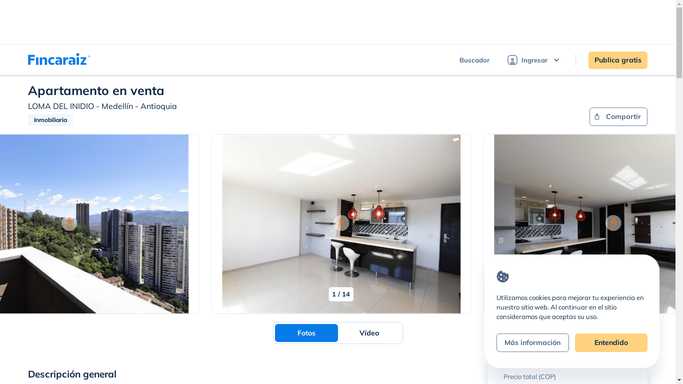 Fincaraiz
Buscador
Ingresar
Publica gratis
Apartamento en venta
LOMA DEL INIDIO - Medellín - Antioquia
Inmobiliaria
Compartir
1 / 14
Fotos
Vídeo
Utilizamos cookies para mejorar tu experiencia en
nuestro sitio web. Al continuar en el sitio
consideramos que aceptas su uso.
Más información
Entendido
Descripción general
Precio total (COP)